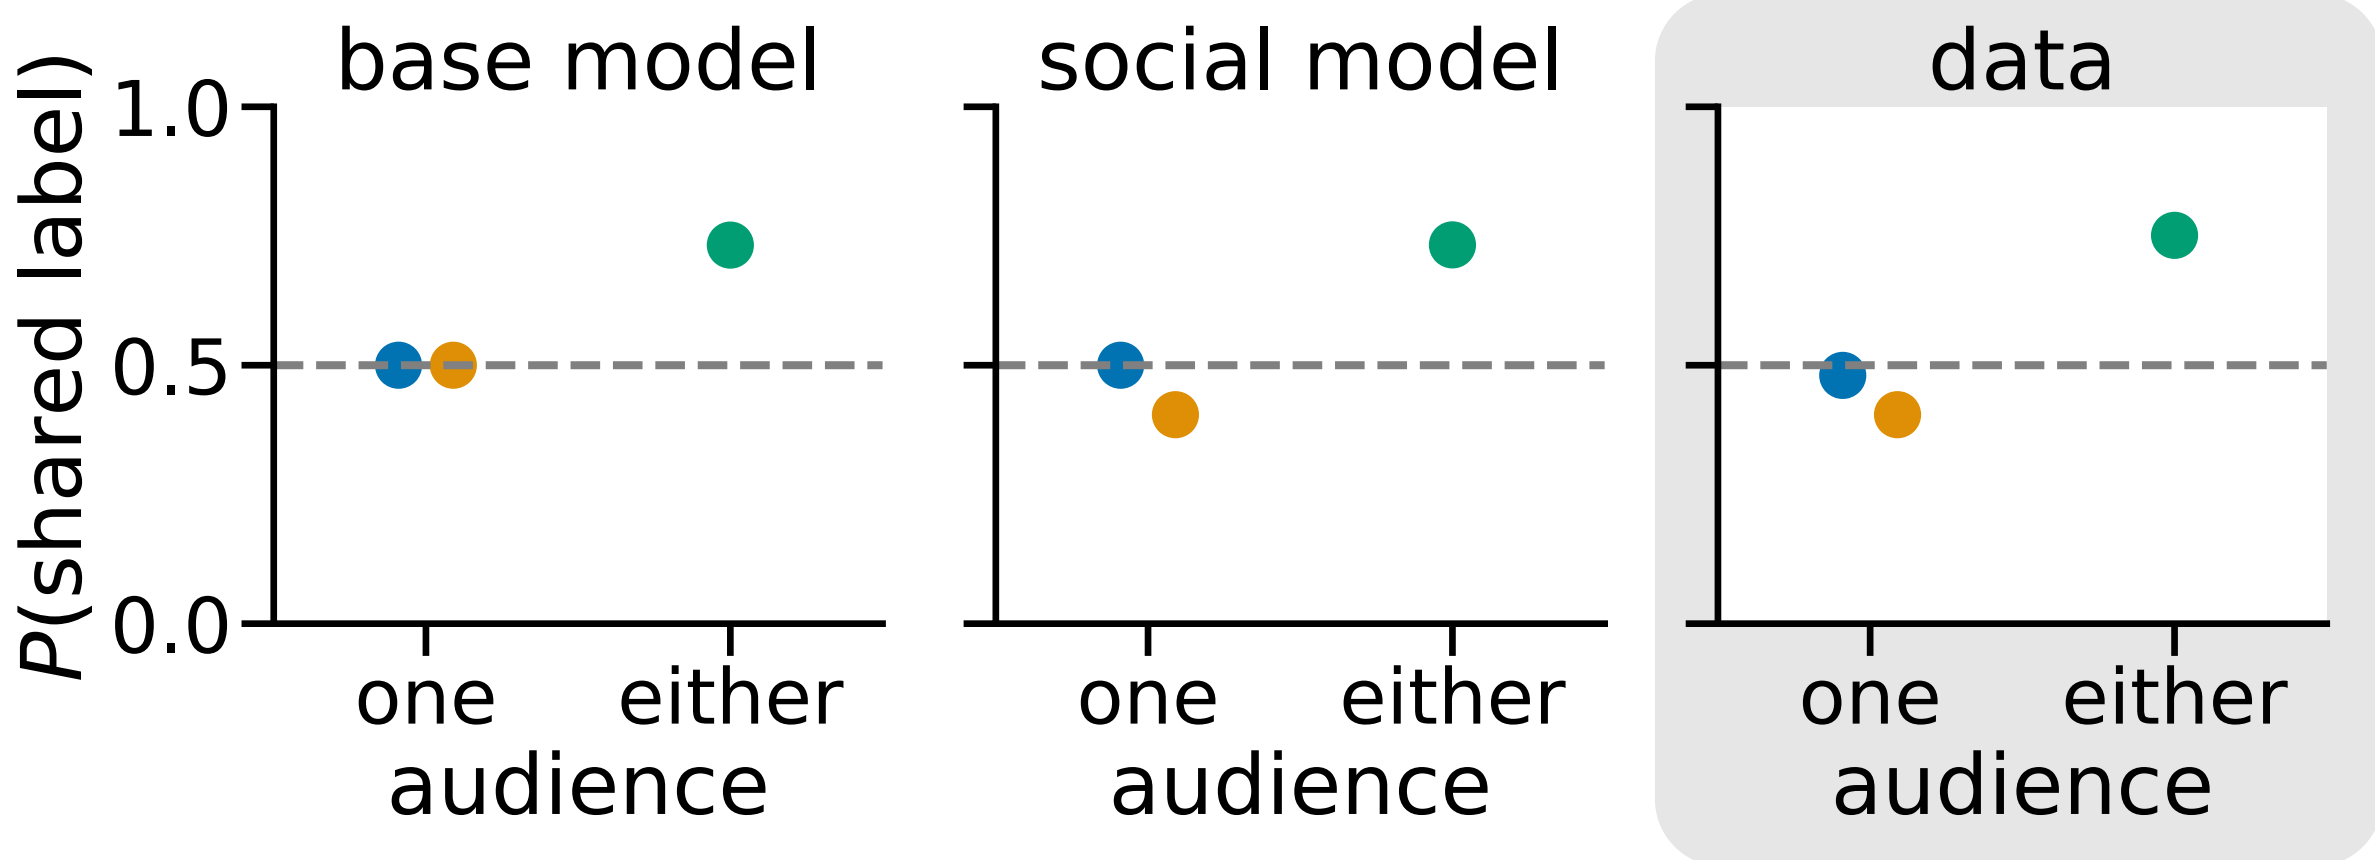 base model
social model
data
P(shared label)
1.0
0.5
0.0
one either
audience
one either
audience
one either
audience